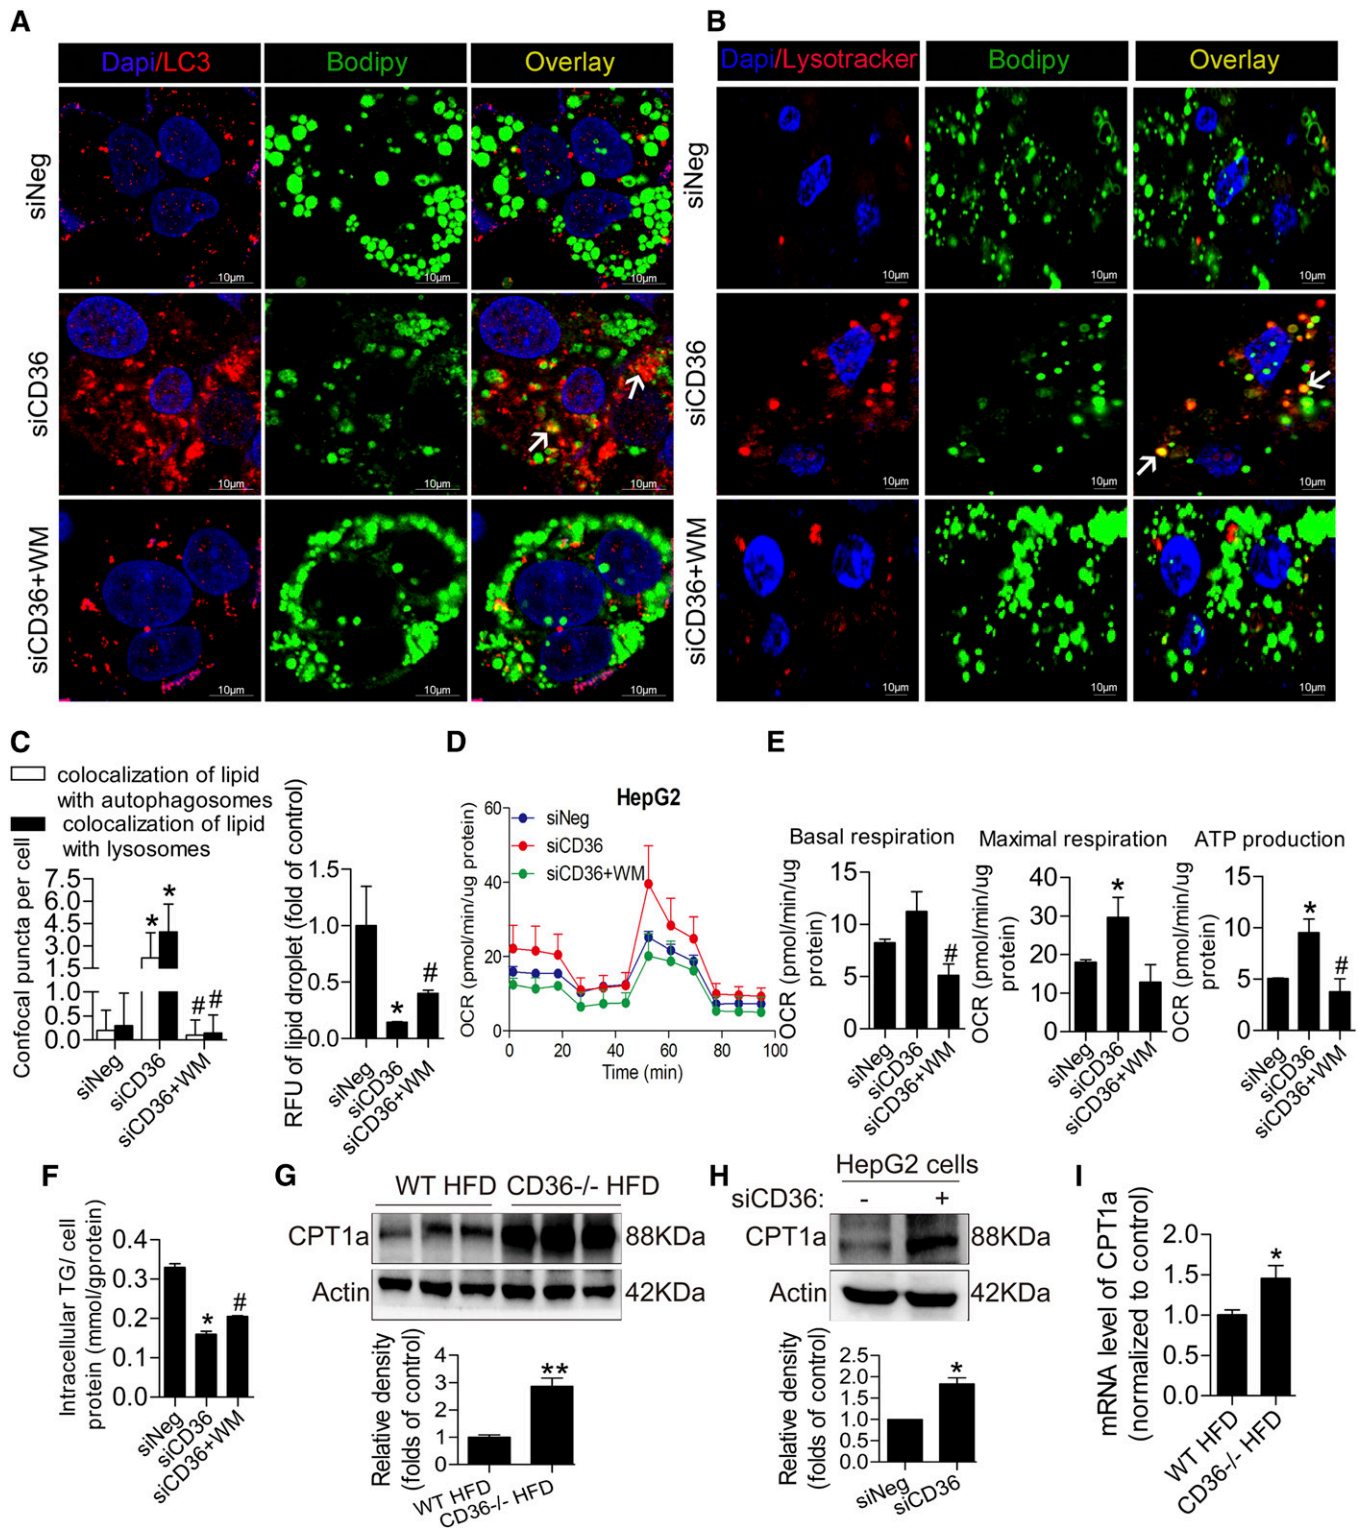 A
Dapi/LC3
Bodipy
Overlay
siNeg
10μm
10μm
10μm
siCD36
10μm
10μm
10μm
siCD36+WM
10μm
10μm
10μm
B
Dapi/Lysotracker
Bodipy
Overlay
siNeg
10μm
10μm
10μm
siCD36
10μm
10μm
10μm
siCD36+WM
10μm
10μm
10μm
C
colocalization of lipid
with autophagosomes
colocalization of lipid
with lysosomes
Confocal puncta per cell
7.5
6.0
4.5
3.0
1.5
1.0
0.5
0.0
* *
# #
siNeg
siCD36
siCD36+WM
RFU of lipid droplet (fold of control)
1.5
1.0
0.5
0.0
*
#
siNeg
siCD36
siCD36+WM
D
HepG2
siNeg
siCD36
siCD36+WM
OCR (pmol/min/ug protein)
60
40
20
0
0 20 40 60 80 100
Time (min)
E
Basal respiration
OCR (pmol/min/ug
protein)
15
10
5
0
#
siNeg
siCD36
siCD36+WM
Maximal respiration
OCR (pmol/min/ug
protein)
40
30
20
10
0
*
siNeg
siCD36
siCD36+WM
ATP production
OCR (pmol/min/ug
protein)
15
10
5
0
*
#
siNeg
siCD36
siCD36+WM
F
Intracellular TG/ cell
protein (mmol/gprotein)
0.4
0.3
0.2
0.1
0.0
*
#
siNeg
siCD36
siCD36+WM
G
WT HFD CD36-/- HFD
CPT1a 88KDa
Actin 42KDa
Relative density
(folds of control)
4
3
2
1
0
**
WT HFD
CD36-/- HFD
H
HepG2 cells
siCD36: - +
CPT1a 88KDa
Actin 42KDa
Relative density
(folds of control)
2.5
2.0
1.5
1.0
0.5
0.0
*
siNeg
siCD36
I
mRNA level of CPT1a
(normalized to control)
2.0
1.5
1.0
0.5
0.0
*
WT HFD
CD36-/- HFD